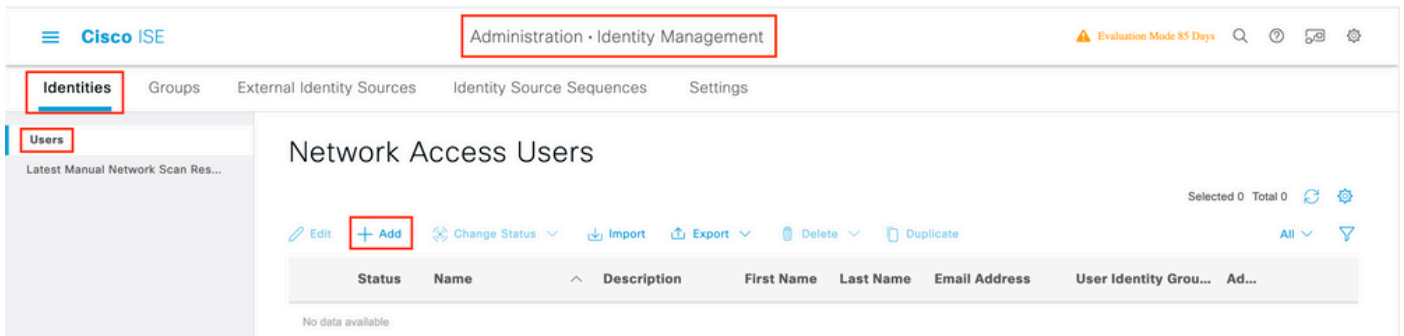 Cisco ISE
Administration · Identity Management
Evaluation Mode 85 Days
Identities Groups External Identity Sources Identity Source Sequences Settings
Users
Latest Manual Network Scan Res...
Network Access Users
Selected 0 Total 0
Edit Add Change Status Import Export Delete Duplicate All
Status Name Description First Name Last Name Email Address User Identity Grou... Ad...
No data available